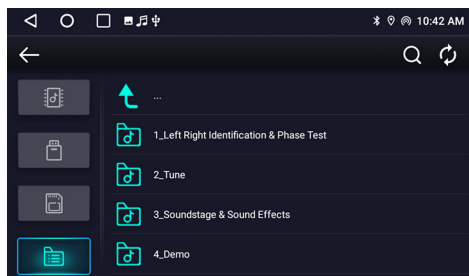 10:42 AM
...
1_Left Right Identification & Phase Test
2_Tune
3_Soundstage & Sound Effects
4_Demo